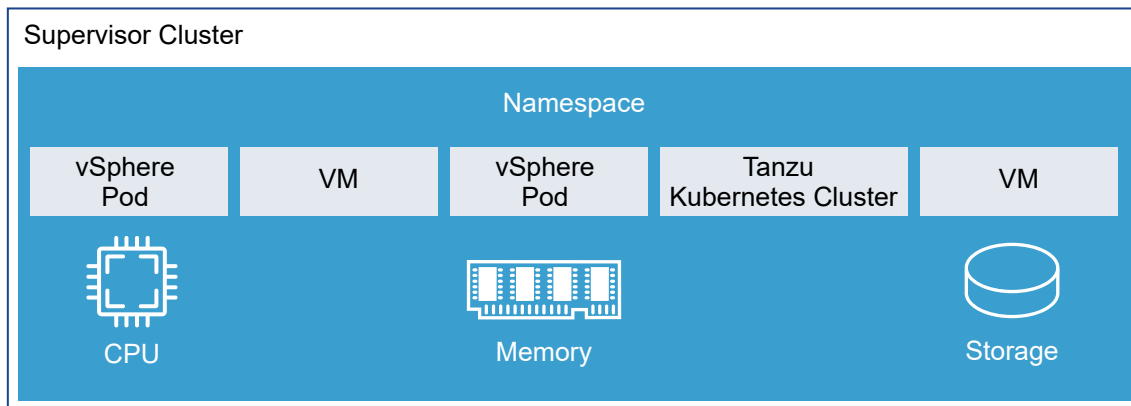 Supervisor Cluster
Namespace
vSphere
Pod
VM
vSphere
Pod
Tanzu
Kubernetes Cluster
VM
CPU
Memory
Storage